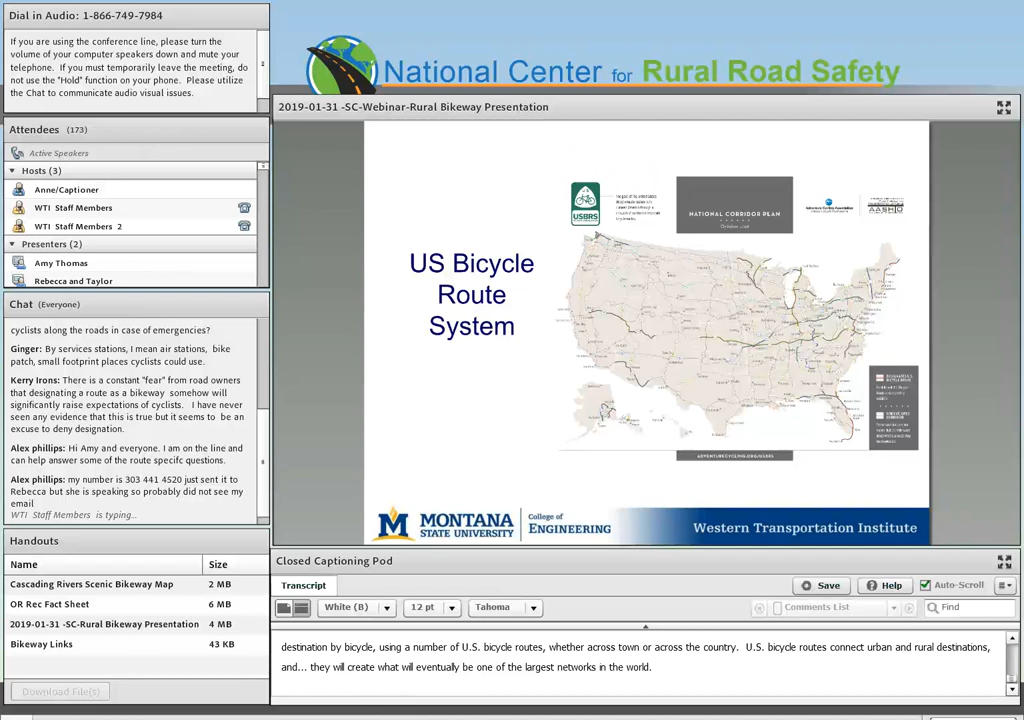 Dial in Audio: 1-866-749-7984
If you are using the conference line, please turn the
volume of your computer speakers down and mute your
telephone. If you must temporarily leave the meeting, do
not use the "Hold" function on your phone. Please utilize
the Chat to communicate audio visual issues.
Attendees (173)
Active Speakers
Hosts (3)
Anne/Captioner
WTI Staff Members
WTI Staff Members 2
Presenters (2)
Amy Thomas
Rebecca and Taylor
Chat (Everyone)
cyclists along the roads in case of emergencies?
Ginger: By services stations, I mean air stations, bike
patch, small footprint places cyclists could use.
Kerry Irons: There is a constant "fear" from road owners
that designating a route as a bikeway somehow will
significantly raise expectations of cyclists. I have never
seen any evidence that this is true but it seems to be an
excuse to deny designation.
Alex phillips: Hi Amy and everyone. I am on the line and
can help answer some of the route specifc questions.
Alex phillips: my number is 303 441 4520 just sent it to
Rebecca but she is speaking so probably did not see my
email
WTI Staff Members is typing...
Handouts
Name Size
Cascading Rivers Scenic Bikeway Map 2 MB
OR Rec Fact Sheet 6 MB
2019-01-31 -SC-Rural Bikeway Presentation 4 MB
Bikeway Links 43 KB
Download File(s)
National Center for Rural Road Safety
2019-01-31 -SC-Webinar-Rural Bikeway Presentation
US Bicycle
Route
System
USBRS
NATIONAL CORRIDOR PLAN
Adventure Cycling Association
AASHTO
ADVENTURECYCLING.ORG/USBRS
M MONTANA
STATE UNIVERSITY
College of
ENGINEERING
Western Transportation Institute
Closed Captioning Pod
Transcript
Save
Help
Auto-Scroll
White (B)
12 pt
Tahoma
Comments List
Find
destination by bicycle, using a number of U.S. bicycle routes, whether across town or across the country. U.S. bicycle routes connect urban and rural destinations,
and... they will create what will eventually be one of the largest networks in the world.